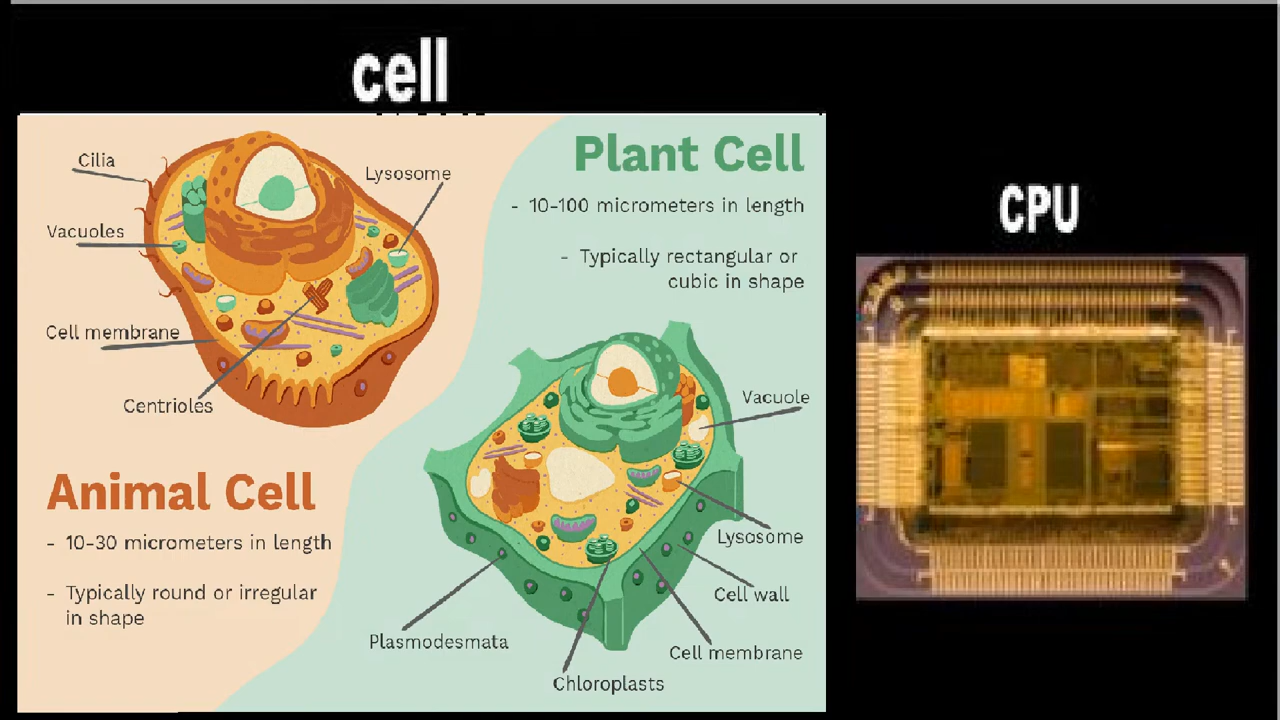 cell
Cilia
Lysosome
Vacuoles
Cell membrane
Centrioles
Animal Cell
- 10-30 micrometers in length
- Typically round or irregular
in shape
Plant Cell
- 10-100 micrometers in length
- Typically rectangular or
cubic in shape
Vacuole
Lysosome
Cell wall
Cell membrane
Plasmodesmata
Chloroplasts
CPU